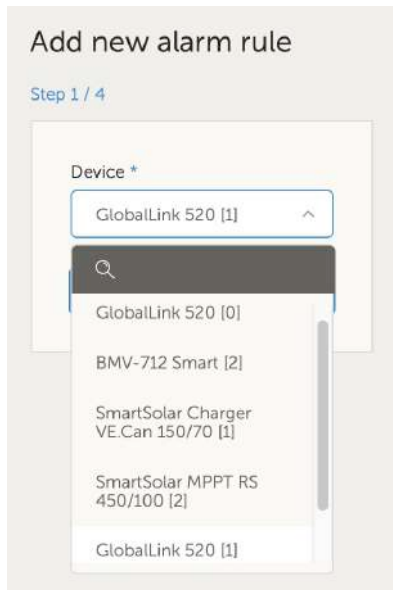 Add new alarm rule
Step 1 / 4
Device *
GlobalLink 520 [1]
GlobalLink 520 [0]
BMV-712 Smart [2]
SmartSolar Charger
VE.Can 150/70 [1]
SmartSolar MPPT RS
450/100 [2]
GlobalLink 520 [1]